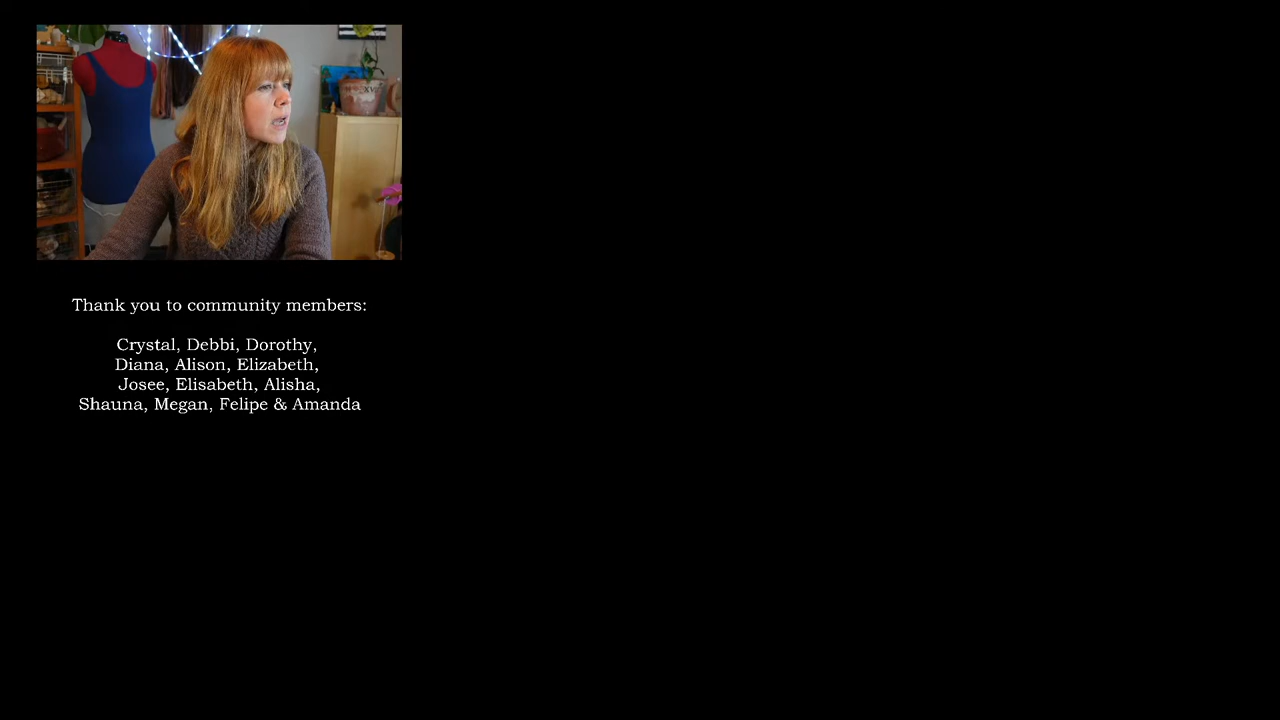 Thank you to community members:
Crystal, Debbi, Dorothy,
Diana, Alison, Elizabeth,
Josee, Elisabeth, Alisha,
Shauna, Megan, Felipe & Amanda